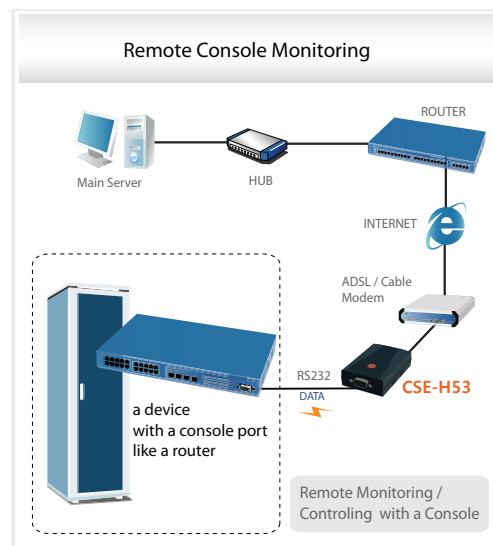 Remote Console Monitoring
ROUTER
Main Server
HUB
INTERNET
ADSL / Cable
Modem
RS232
DATA
CSE-H53
a device
with a console port
like a router
Remote Monitoring /
Controling with a Console